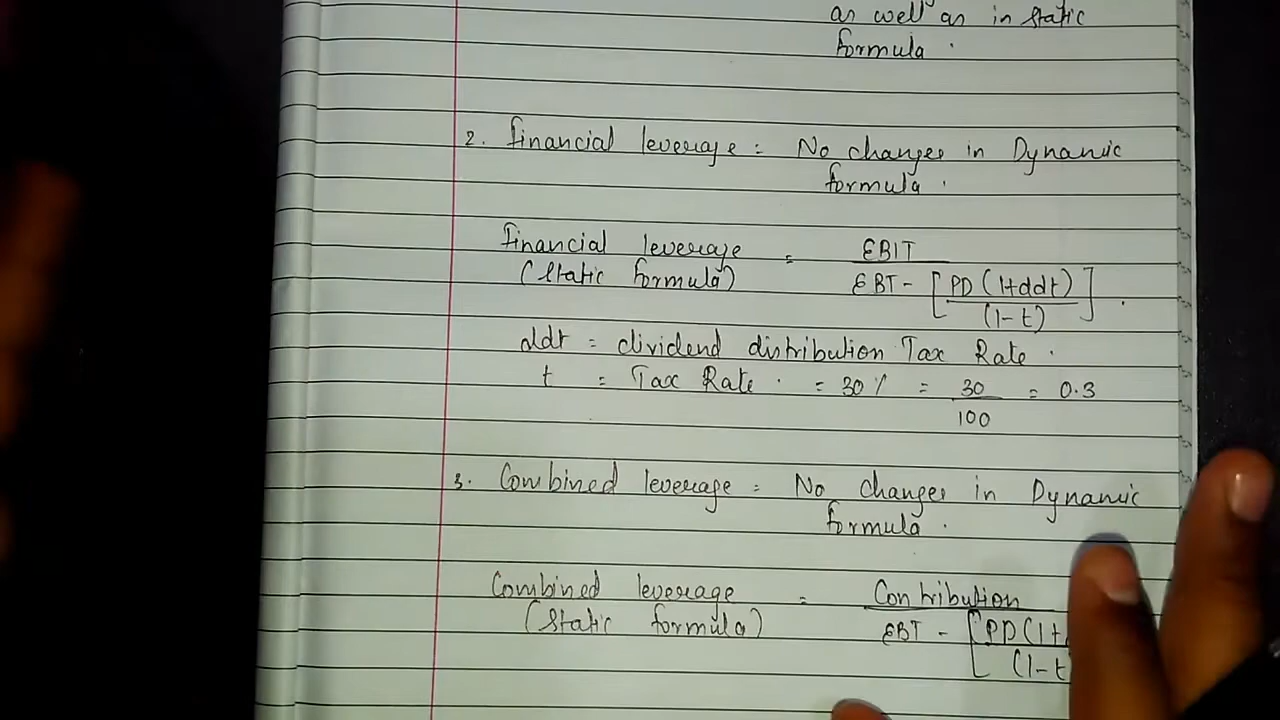 as well as in static
formula.
2. Financial leverage = No changes in Dynamic
formula.
Financial leverage = EBIT
(Static formula) EBT - [PD (1+ddt)]
(1-t)
ddt = dividend distribution Tax Rate.
t = Tax Rate. = 30% = 30 = 0.3
100
3. Combined leverage = No changes in Dynamic
formula.
Combined leverage = Contribution
(Static formula) EBT - [PD(1+
(1-t